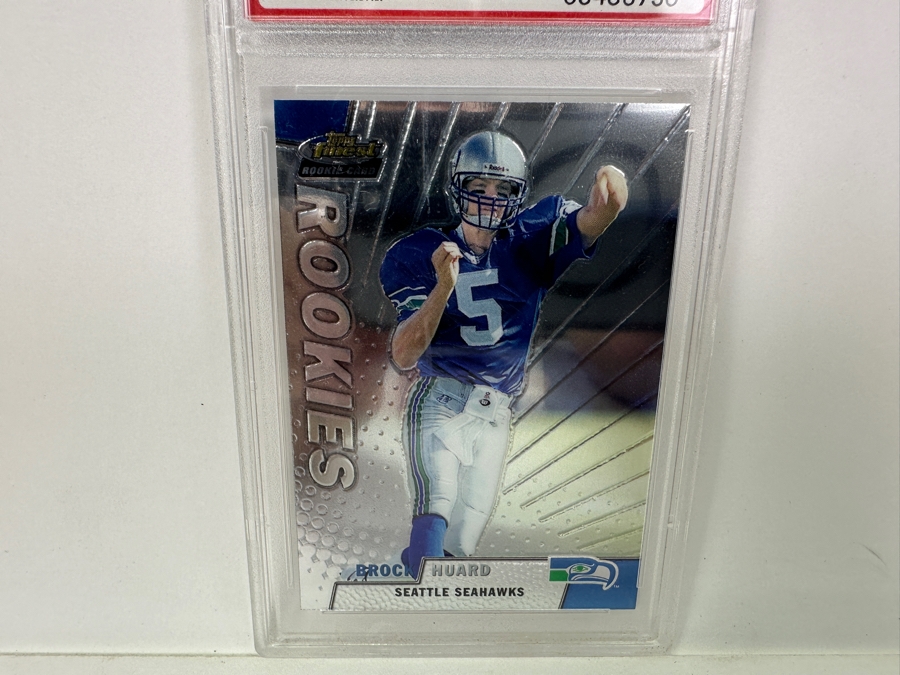 Topps
Finest
ROOKIE CARD
ROOKIES
5
BROCK HUARD
SEATTLE SEAHAWKS